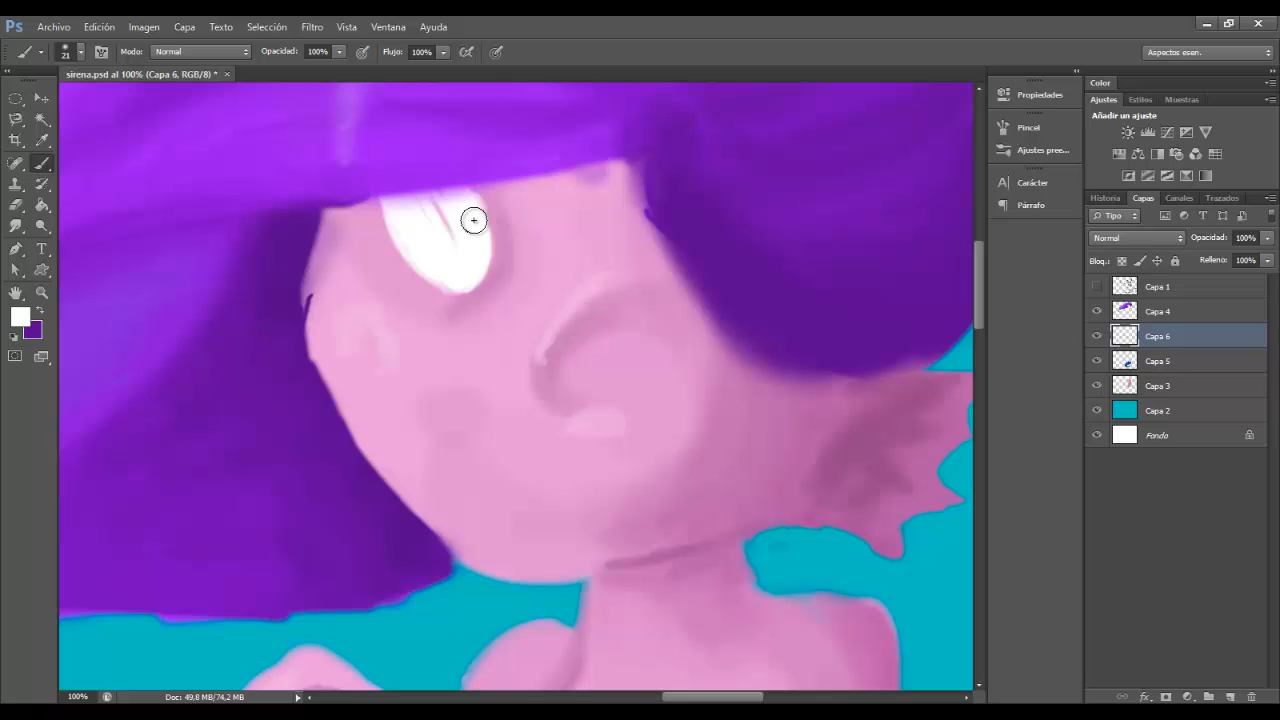 Ps Archivo Edición Imagen Capa Texto Selección Filtro Vista Ventana Ayuda
21 Modo: Normal Opacidad: 100% Flujo: 100% Aspectos esen.
sirena.psd al 100% (Capa 6, RGB/8) * ×
Color
Propiedades
Ajustes Estilos Muestras
Añadir un ajuste
Pincel
Ajustes pree...
Carácter
Párrafo
Historia Capas Canales Trazados
Tipo
Normal Opacidad: 100%
Bloq.: Relleno: 100%
Capa 1
Capa 4
Capa 6
Capa 5
Capa 3
Capa 2
Fondo
100% Doc: 49,8 MB/74,2 MB